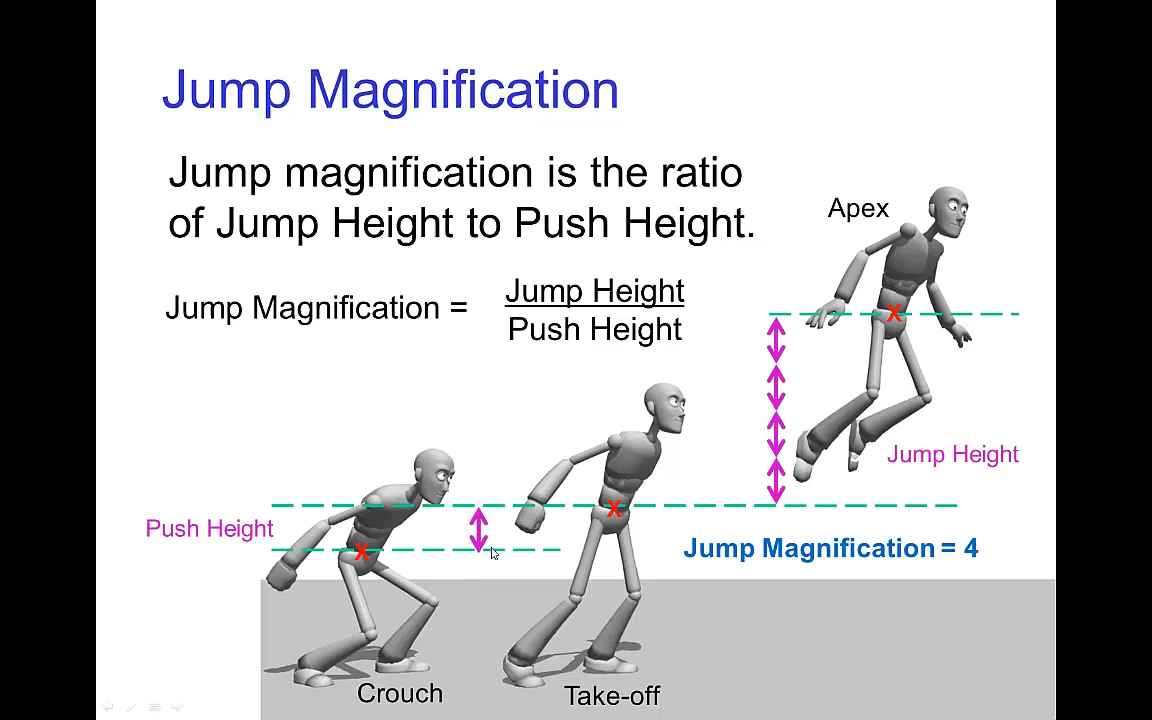 Jump Magnification
Jump magnification is the ratio
of Jump Height to Push Height.
Jump Magnification =
Jump Height
Push Height
Apex
X
Jump Height
X
Push Height
X
Jump Magnification = 4
Crouch
Take-off